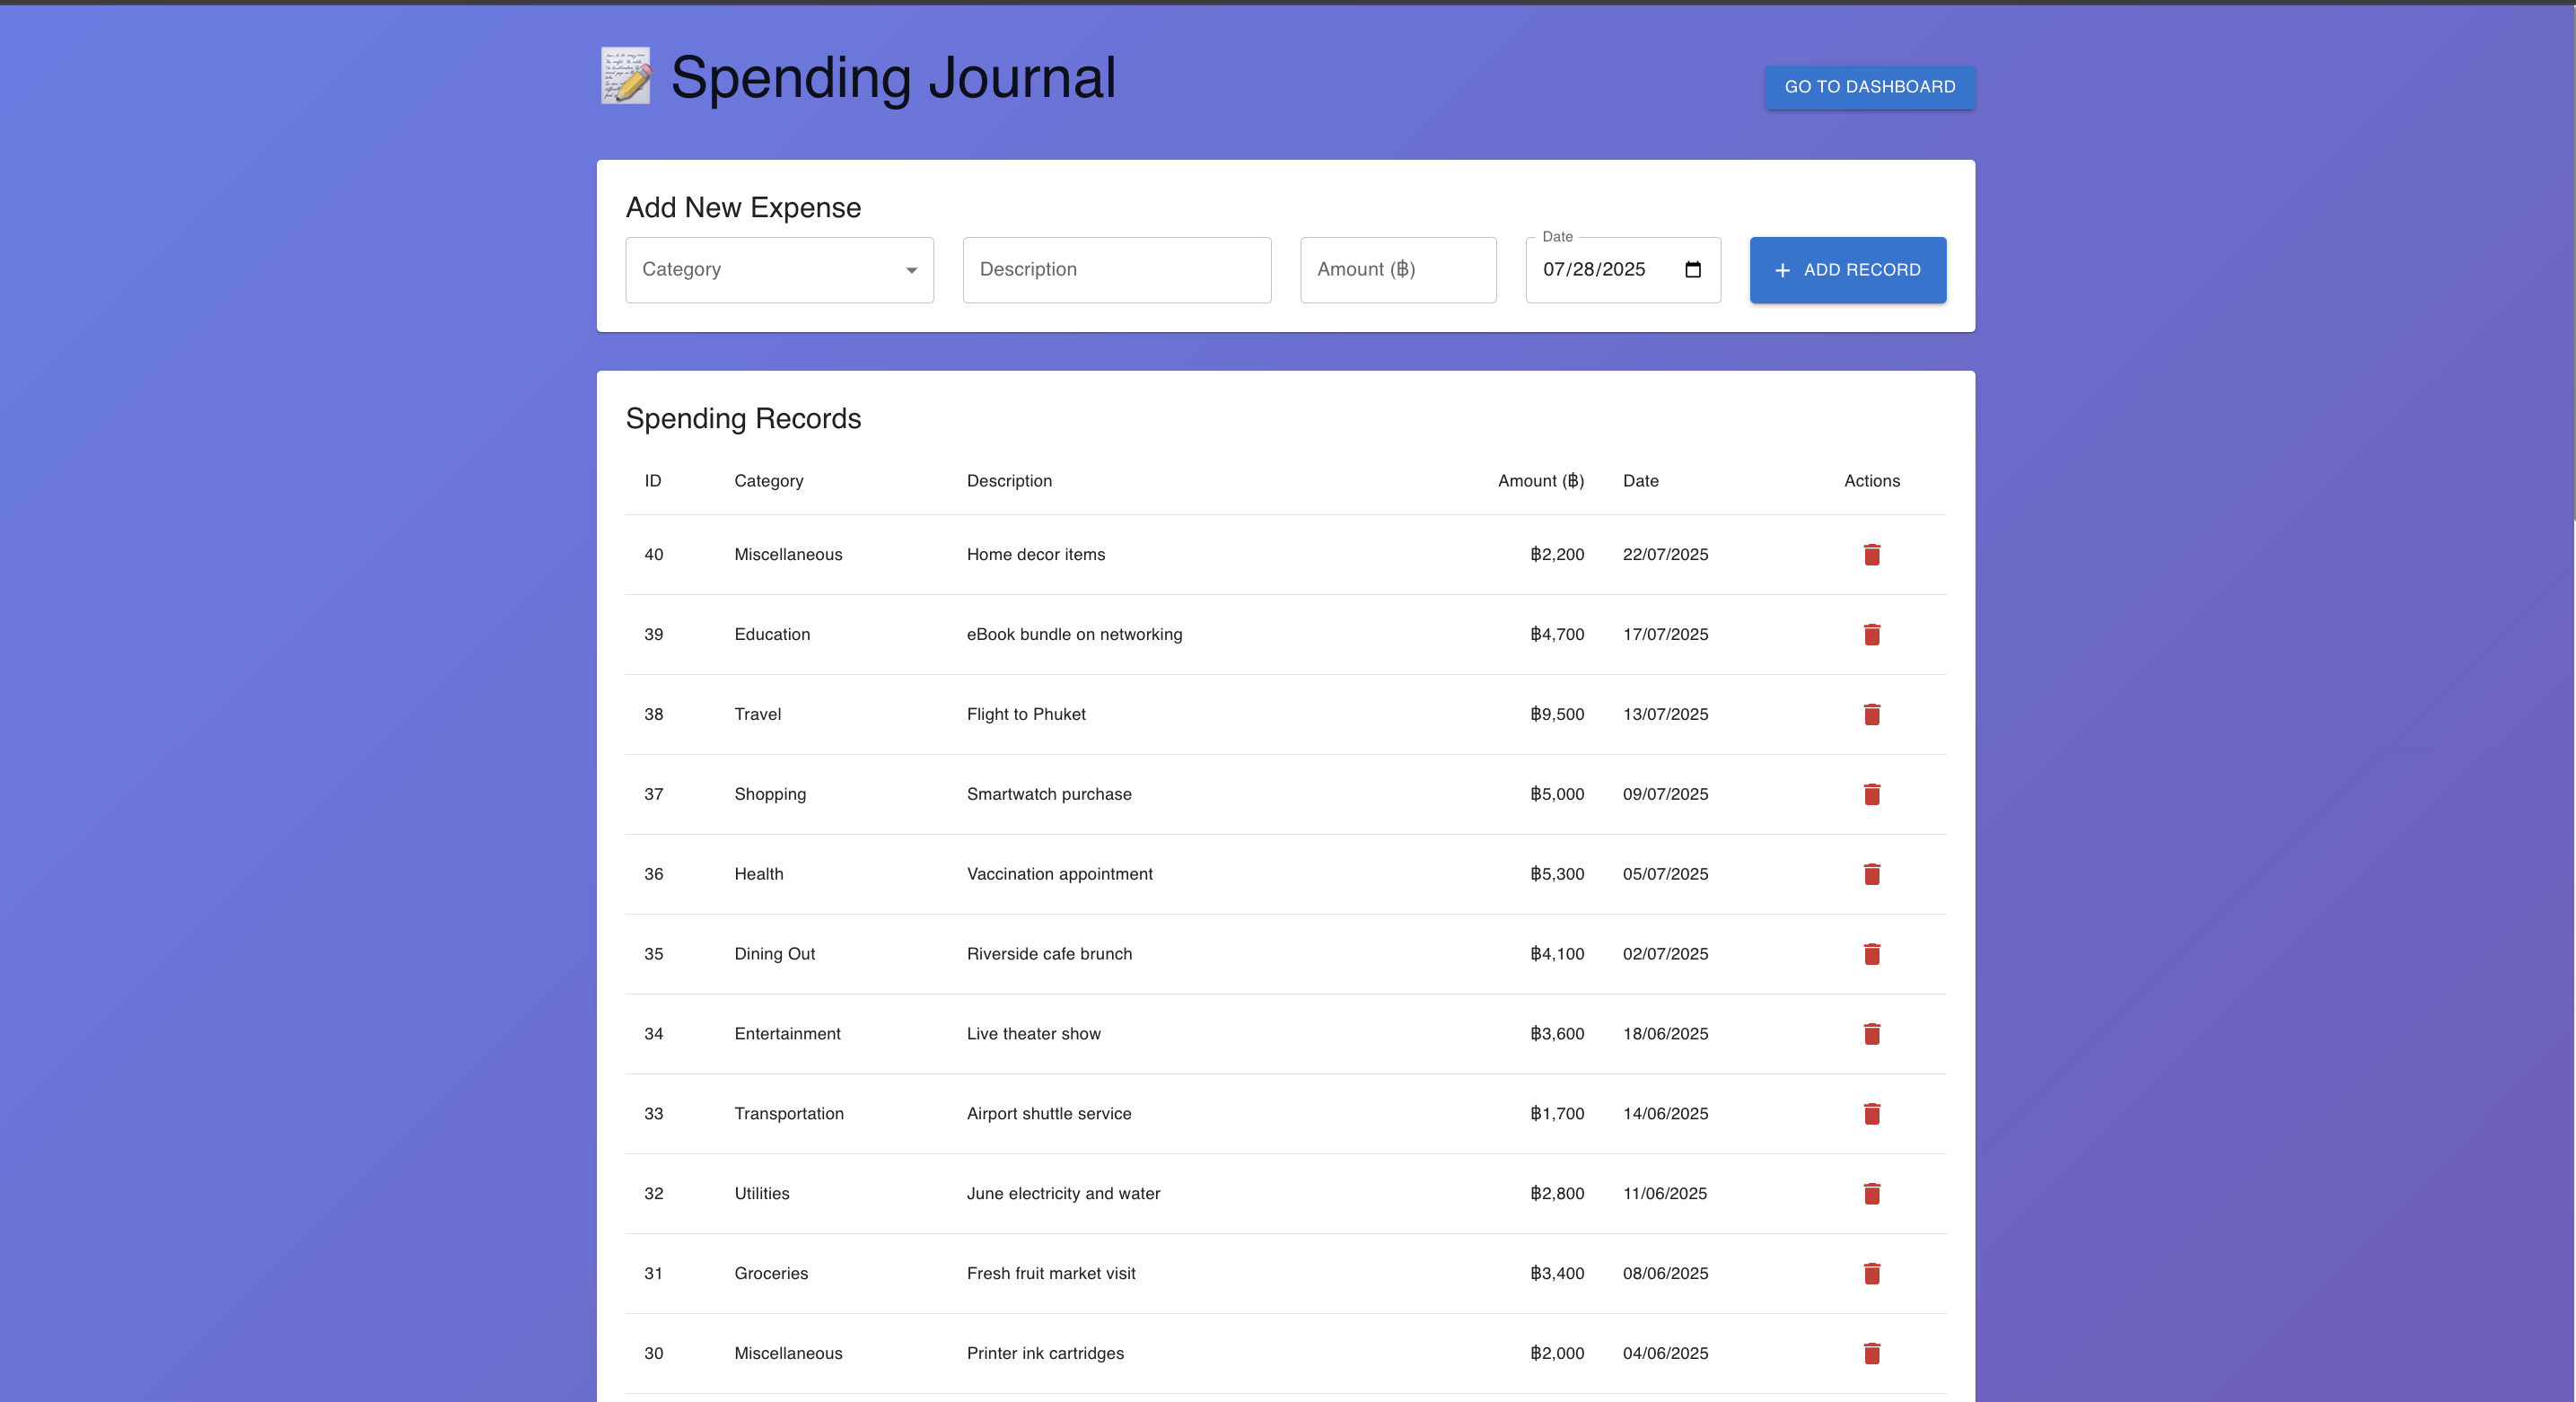 Spending Journal
GO TO DASHBOARD
Add New Expense
Category
Description
Amount (฿)
Date
07/28/2025
+ ADD RECORD
Spending Records
ID Category Description Amount (฿) Date Actions
40 Miscellaneous Home decor items ฿2,200 22/07/2025
39 Education eBook bundle on networking ฿4,700 17/07/2025
38 Travel Flight to Phuket ฿9,500 13/07/2025
37 Shopping Smartwatch purchase ฿5,000 09/07/2025
36 Health Vaccination appointment ฿5,300 05/07/2025
35 Dining Out Riverside cafe brunch ฿4,100 02/07/2025
34 Entertainment Live theater show ฿3,600 18/06/2025
33 Transportation Airport shuttle service ฿1,700 14/06/2025
32 Utilities June electricity and water ฿2,800 11/06/2025
31 Groceries Fresh fruit market visit ฿3,400 08/06/2025
30 Miscellaneous Printer ink cartridges ฿2,000 04/06/2025